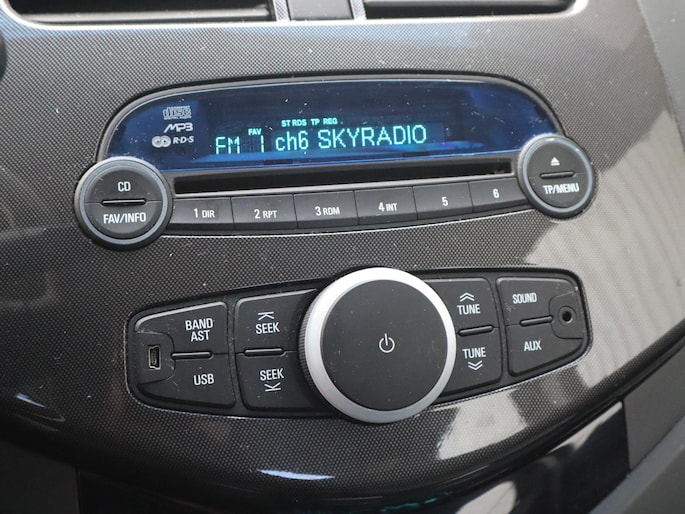 disc
MP3
R·D·S
ST RDS TP REG
FM FAV 1 ch6 SKYRADIO
CD
FAV/INFO
1 DIR
2 RPT
3 RDM
4 INT
5
6
TP/MENU
BAND
AST
USB
SEEK
SEEK
TUNE
TUNE
SOUND
AUX